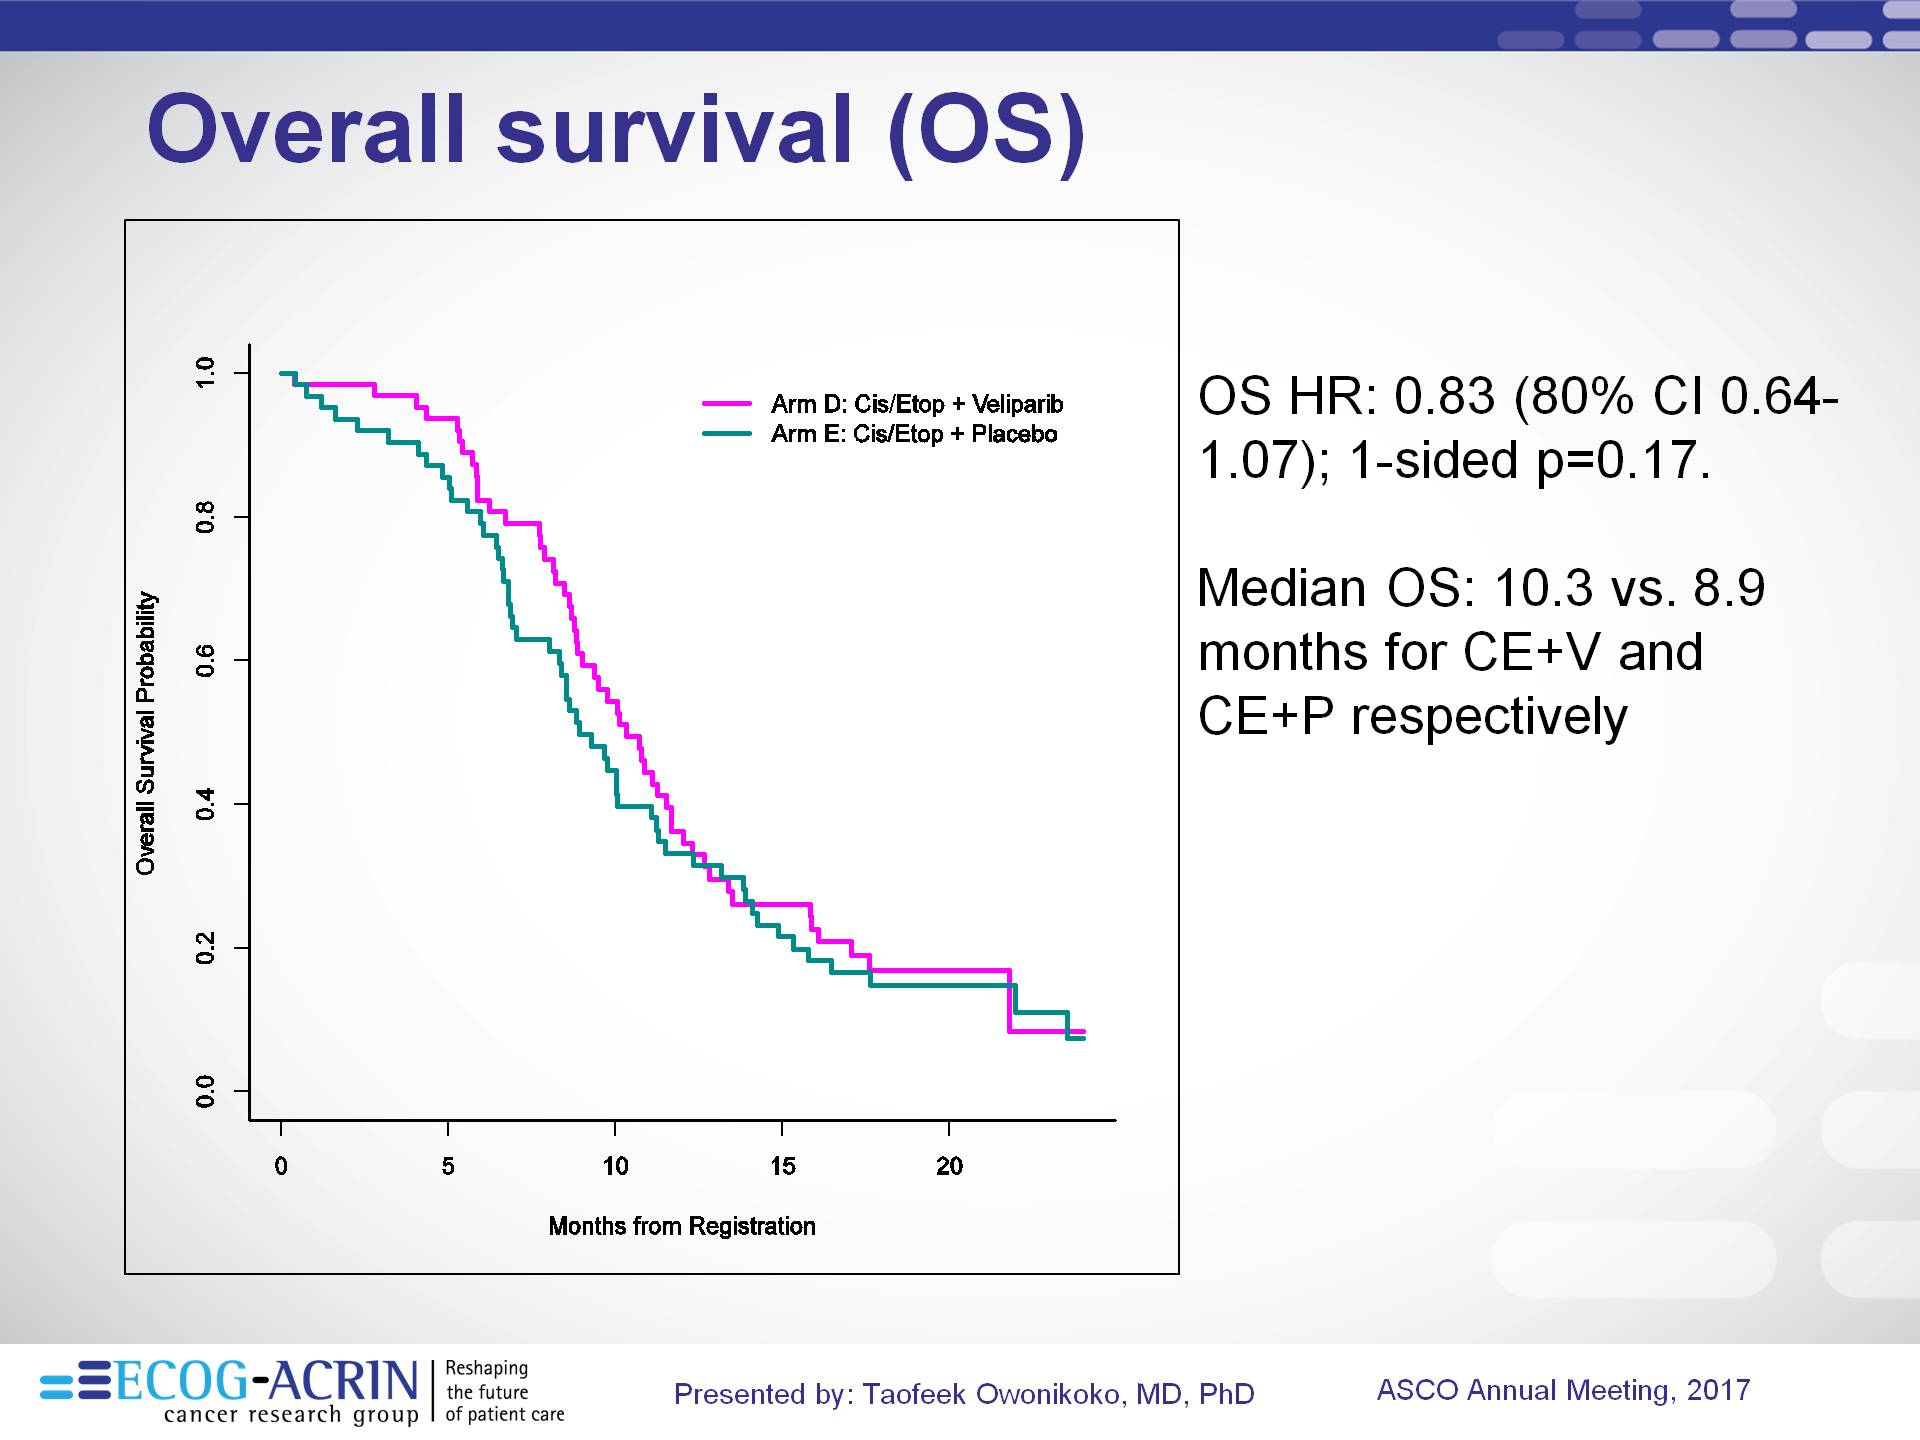 Overall survival (OS)
Arm D: Cis/Etop + Veliparib
Arm E: Cis/Etop + Placebo
Overall Survival Probability
1.0
0.8
0.6
0.4
0.2
0.0
0 5 10 15 20
Months from Registration
OS HR: 0.83 (80% CI 0.64-
1.07); 1-sided p=0.17.
Median OS: 10.3 vs. 8.9
months for CE+V and
CE+P respectively
ECOG-ACRIN
cancer research group
Reshaping
the future
of patient care
Presented by: Taofeek Owonikoko, MD, PhD
ASCO Annual Meeting, 2017